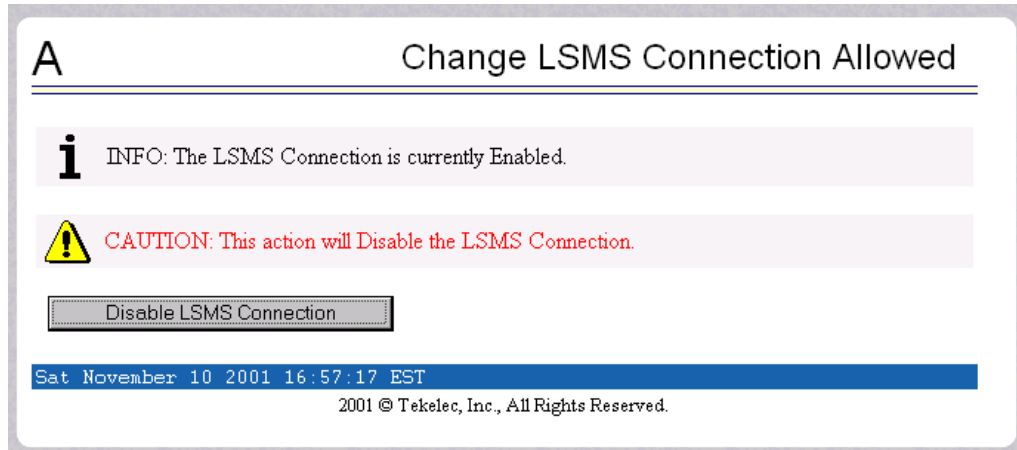 A
Change LSMS Connection Allowed
INFO: The LSMS Connection is currently Enabled.
CAUTION: This action will Disable the LSMS Connection.
Disable LSMS Connection
Sat November 10 2001 16:57:17 EST
2001 © Tekelec, Inc., All Rights Reserved.